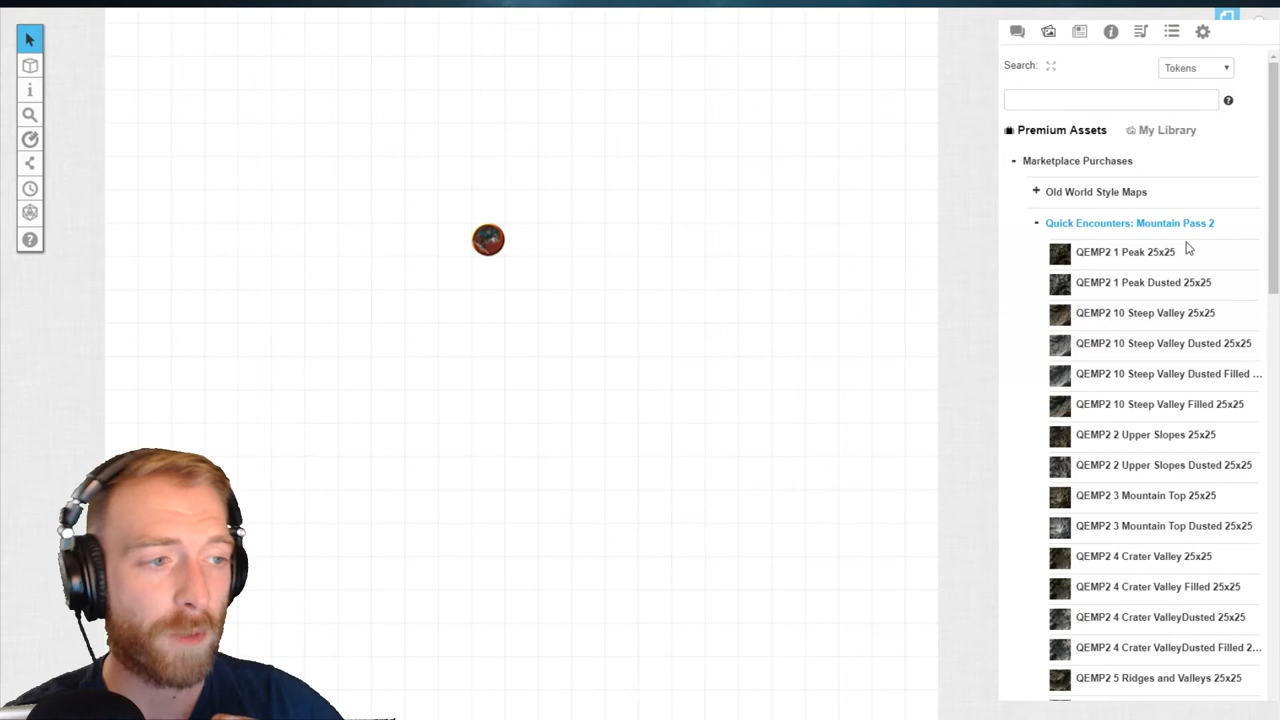 Search:
Tokens
Premium Assets
My Library
Marketplace Purchases
Old World Style Maps
Quick Encounters: Mountain Pass 2
QEMP2 1 Peak 25x25
QEMP2 1 Peak Dusted 25x25
QEMP2 10 Steep Valley 25x25
QEMP2 10 Steep Valley Dusted 25x25
QEMP2 10 Steep Valley Dusted Filled ...
QEMP2 10 Steep Valley Filled 25x25
QEMP2 2 Upper Slopes 25x25
QEMP2 2 Upper Slopes Dusted 25x25
QEMP2 3 Mountain Top 25x25
QEMP2 3 Mountain Top Dusted 25x25
QEMP2 4 Crater Valley 25x25
QEMP2 4 Crater Valley Filled 25x25
QEMP2 4 Crater ValleyDusted 25x25
QEMP2 4 Crater ValleyDusted Filled 2...
QEMP2 5 Ridges and Valleys 25x25